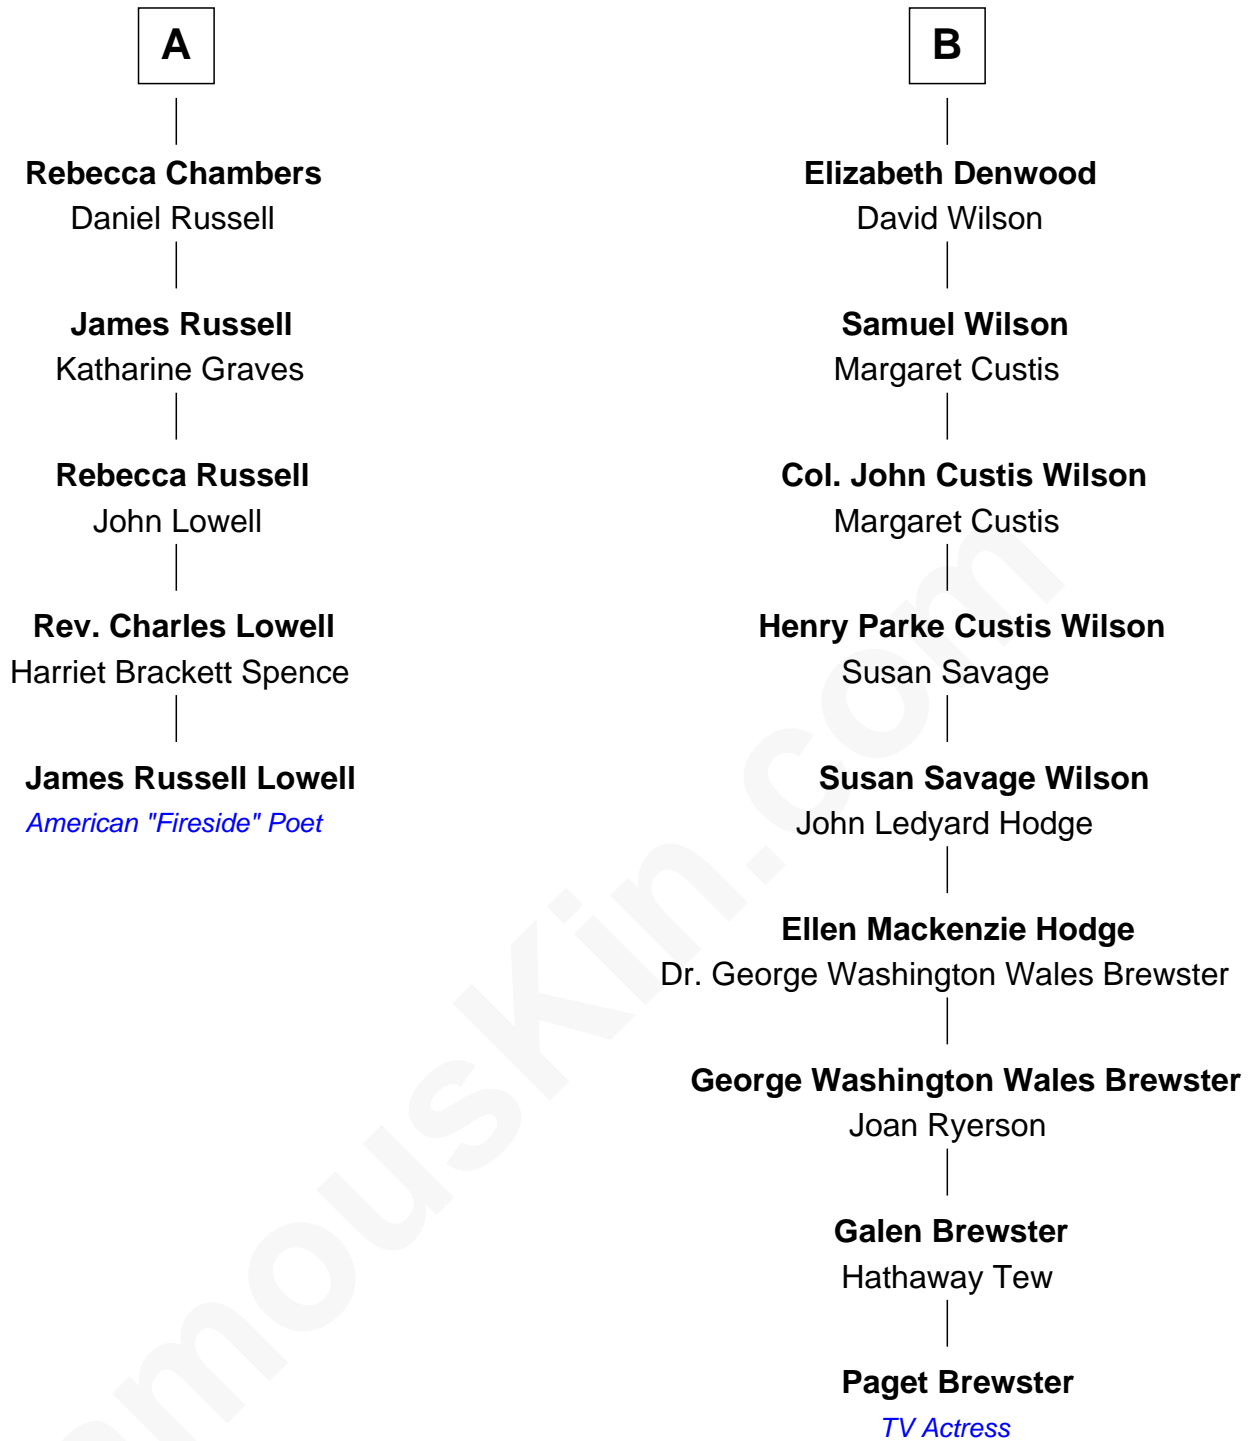 A
Rebecca Chambers
Daniel Russell
James Russell
Katharine Graves
Rebecca Russell
John Lowell
Rev. Charles Lowell
Harriet Brackett Spence
James Russell Lowell
American "Fireside" Poet
B
Elizabeth Denwood
David Wilson
Samuel Wilson
Margaret Custis
Col. John Custis Wilson
Margaret Custis
Henry Parke Custis Wilson
Susan Savage
Susan Savage Wilson
John Ledyard Hodge
Ellen Mackenzie Hodge
Dr. George Washington Wales Brewster
George Washington Wales Brewster
Joan Ryerson
Galen Brewster
Hathaway Tew
Paget Brewster
TV Actress
mouskin.com